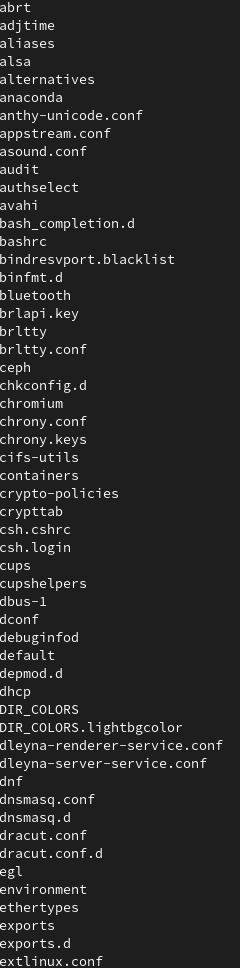 abrt
adjtime
aliases
alsa
alternatives
anaconda
anthy-unicode.conf
appstream.conf
asound.conf
audit
authselect
avahi
bash_completion.d
bashrc
bindresvport.blacklist
binfmt.d
bluetooth
brlapi.key
brltty
brltty.conf
ceph
chkconfig.d
chromium
chrony.conf
chrony.keys
cifs-utils
containers
crypto-policies
crypttab
csh.cshrc
csh.login
cups
cupshelpers
dbus-1
dconf
debuginfod
default
depmod.d
dhcp
DIR_COLORS
DIR_COLORS.lightbgcolor
dleyna-renderer-service.conf
dleyna-server-service.conf
dnf
dnsmasq.conf
dnsmasq.d
dracut.conf
dracut.conf.d
egl
environment
ethertypes
exports
exports.d
extlinux.conf